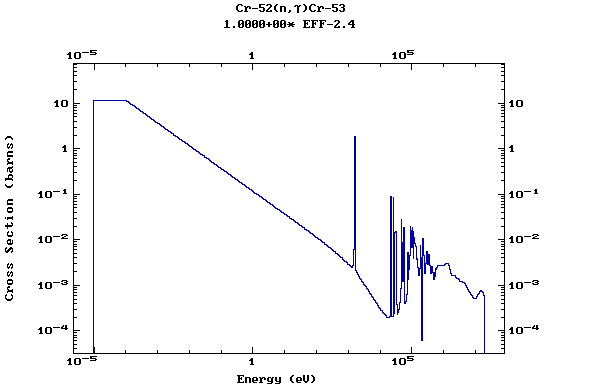 Cr-52(n,γ)Cr-53
1.0000+00* EFF-2.4
10⁻⁵ 1 10⁵
10 10
1 1
10⁻¹ 10⁻¹
10⁻² 10⁻²
10⁻³ 10⁻³
10⁻⁴ 10⁻⁴
10⁻⁵ 1 10⁵
Cross Section (barns)
Energy (eV)